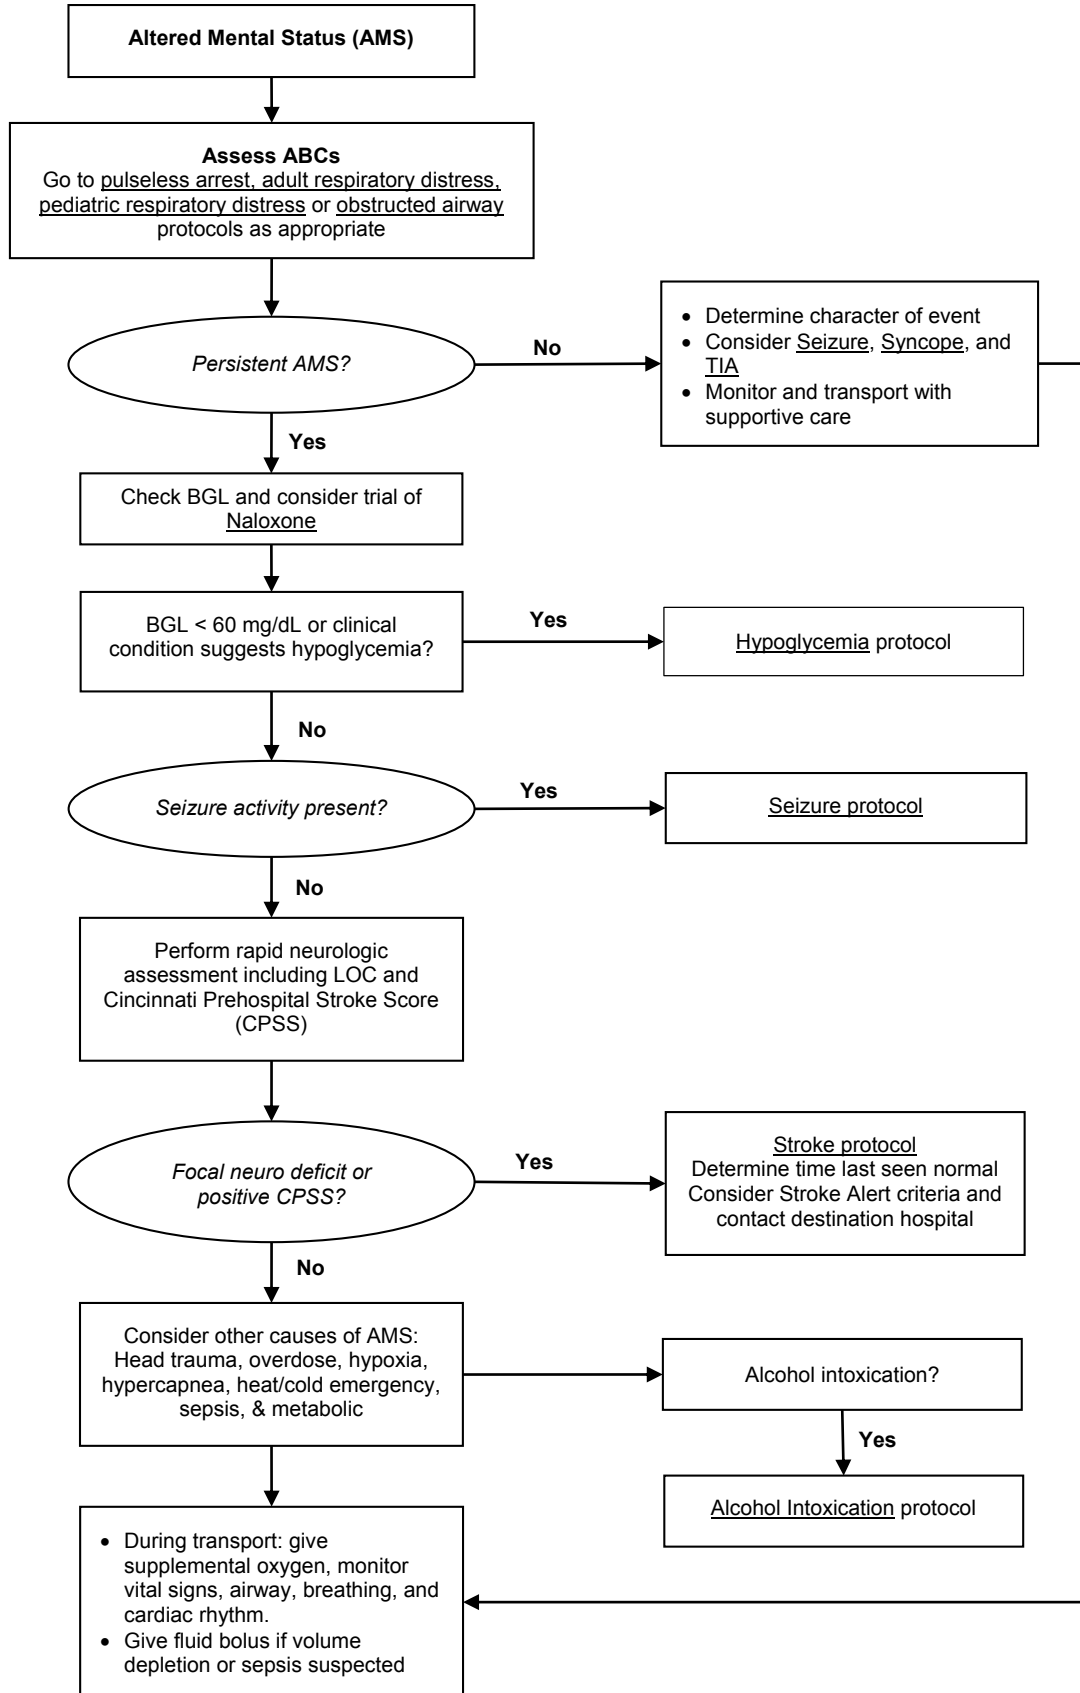 Altered Mental Status (AMS)
Assess ABCs
Go to pulseless arrest, adult respiratory distress,
pediatric respiratory distress or obstructed airway
protocols as appropriate
Persistent AMS?
No
• Determine character of event
• Consider Seizure, Syncope, and
TIA
• Monitor and transport with
supportive care
Yes
Check BGL and consider trial of
Naloxone
BGL < 60 mg/dL or clinical
condition suggests hypoglycemia?
Yes
Hypoglycemia protocol
No
Seizure activity present?
Yes
Seizure protocol
No
Perform rapid neurologic
assessment including LOC and
Cincinnati Prehospital Stroke Score
(CPSS)
Focal neuro deficit or
positive CPSS?
Yes
Stroke protocol
Determine time last seen normal
Consider Stroke Alert criteria and
contact destination hospital
No
Consider other causes of AMS:
Head trauma, overdose, hypoxia,
hypercapnea, heat/cold emergency,
sepsis, & metabolic
Alcohol intoxication?
Yes
Alcohol Intoxication protocol
• During transport: give
supplemental oxygen, monitor
vital signs, airway, breathing, and
cardiac rhythm.
• Give fluid bolus if volume
depletion or sepsis suspected